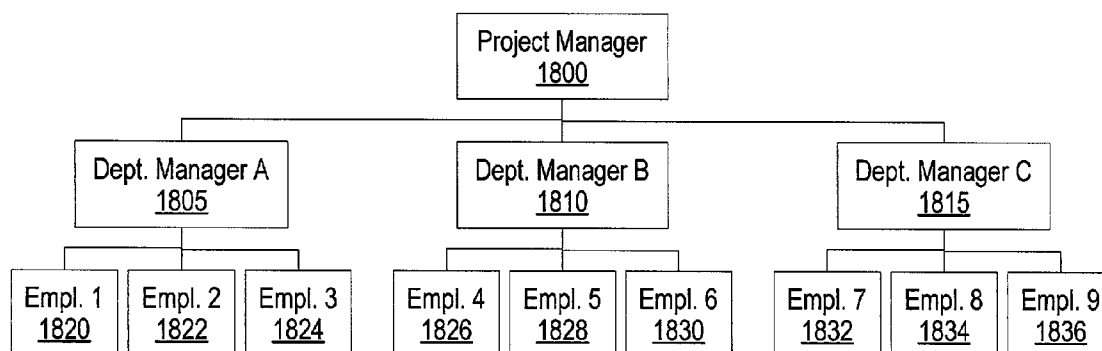 Project Manager
1800
Dept. Manager A
1805
Dept. Manager B
1810
Dept. Manager C
1815
Empl. 1
1820
Empl. 2
1822
Empl. 3
1824
Empl. 4
1826
Empl. 5
1828
Empl. 6
1830
Empl. 7
1832
Empl. 8
1834
Empl. 9
1836